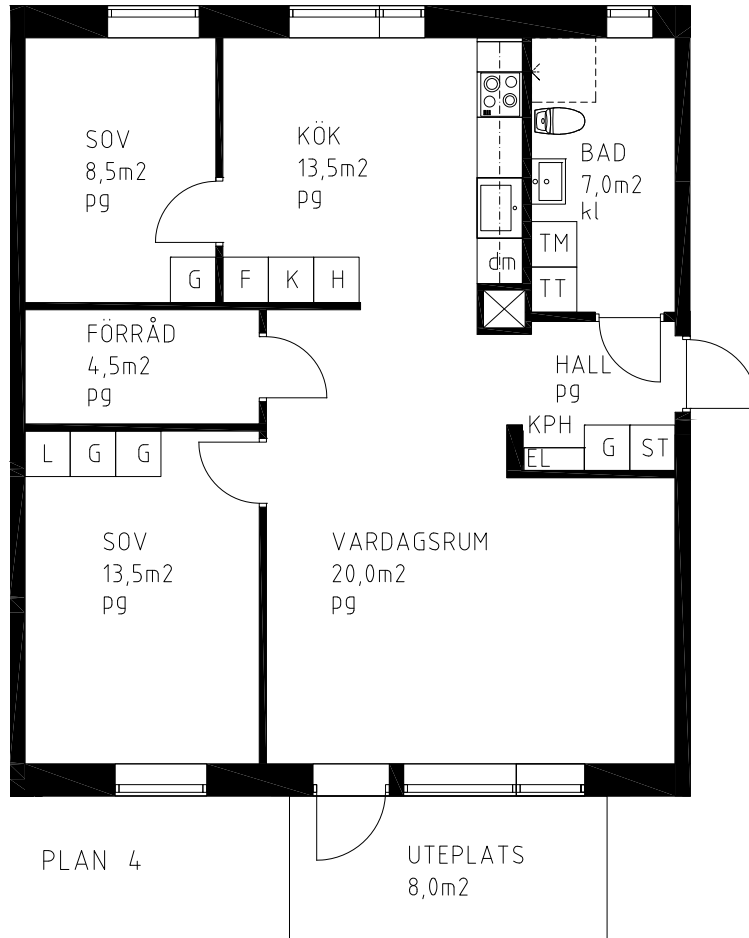 SOV
8,5m2
pg
KÖK
13,5m2
pg
BAD
7,0m2
kl
TM
TT
dm
G
F
K
H
FÖRRÅD
4,5m2
pg
HALL
pg
KPH
EL
G
ST
L
G
G
SOV
13,5m2
pg
VARDAGSRUM
20,0m2
pg
PLAN 4
UTEPLATS
8,0m2